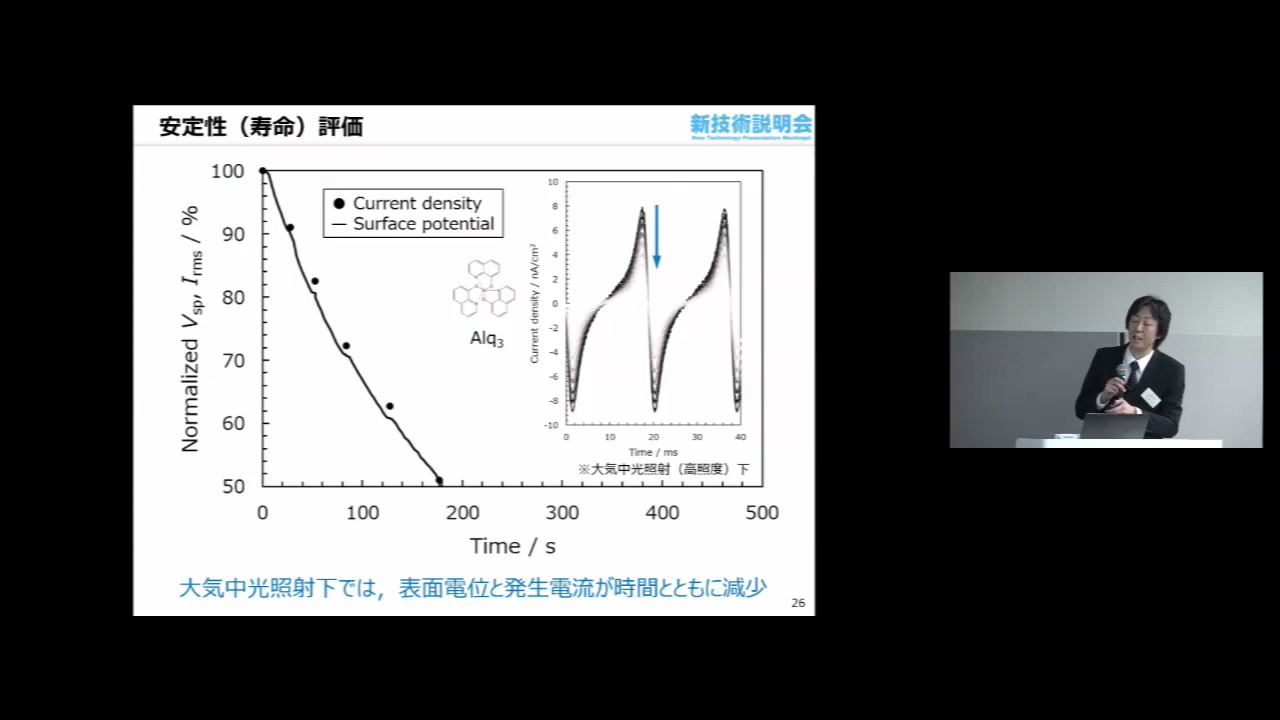 安定性（寿命）評価
新技術説明会
New Technology Presentation Meetings!
100
90
80
70
60
50
Normalized Vsp, Irms / %
0
100
200
300
400
500
Time / s
● Current density
— Surface potential
Alq3
10
8
6
4
2
0
-2
-4
-6
-8
-10
Current density / nA/cm²
0
10
20
30
40
Time / ms
※大気中光照射（高照度）下
大気中光照射下では，表面電位と発生電流が時間とともに減少
26